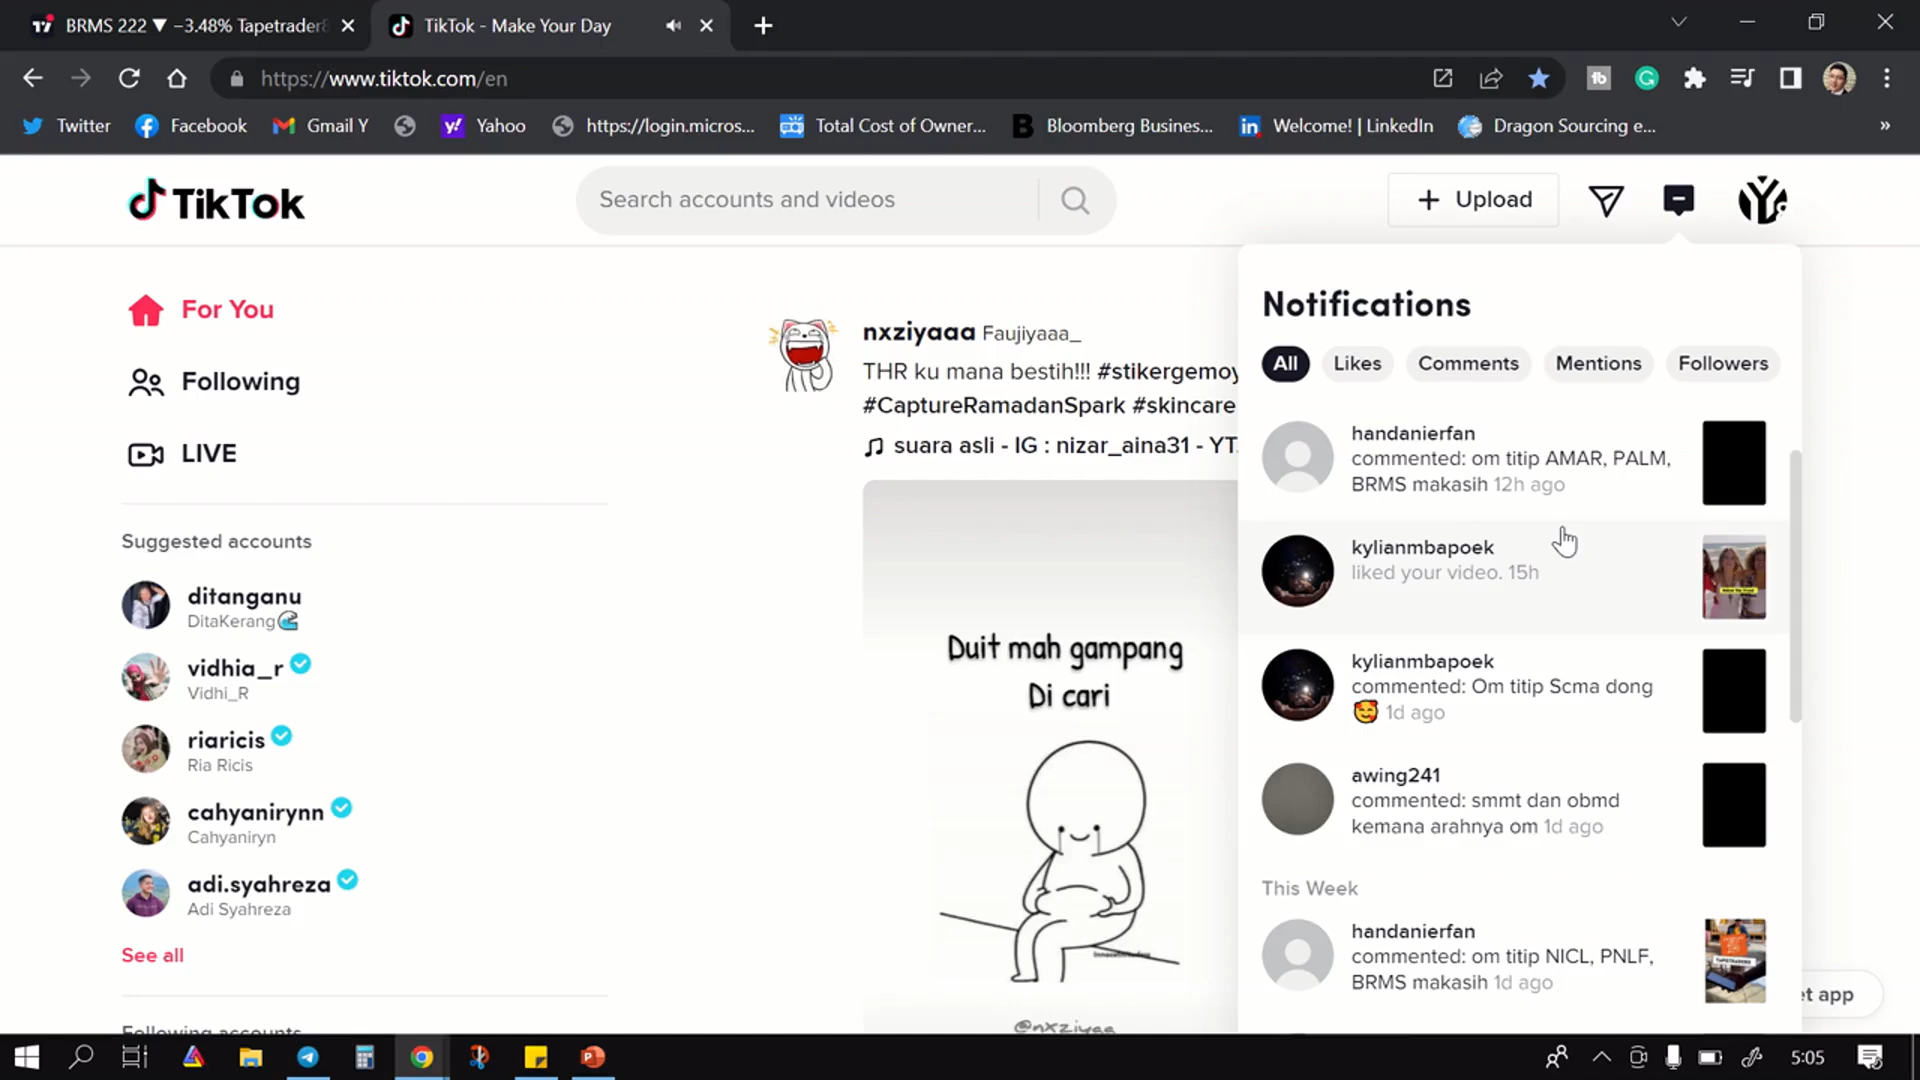 BRMS 222 ▼ −3.48% Tapetrader
TikTok - Make Your Day
https://www.tiktok.com/en
Twitter
Facebook
Gmail Y
Yahoo
https://login.micros...
Total Cost of Owner...
Bloomberg Busines...
Welcome! | LinkedIn
Dragon Sourcing e...
»
TikTok
Search accounts and videos
+ Upload
For You
Following
LIVE
Suggested accounts
ditanganu
DitaKerang🌊
vidhia_r
Vidhi_R
riaricis
Ria Ricis
cahyanirynn
Cahyaniryn
adi.syahreza
Adi Syahreza
See all
Following accounts
nxziyaaa Faujiyaaa_
THR ku mana bestih!!! #stikergemoy
#CaptureRamadanSpark #skincare
♫ suara asli - IG : nizar_aina31 - YT.
Duit mah gampang
Di cari
@nxziyaa
Notifications
All Likes Comments Mentions Followers
handanierfan
commented: om titip AMAR, PALM,
BRMS makasih 12h ago
kylianmbapoek
liked your video. 15h
kylianmbapoek
commented: Om titip Scma dong
🥰 1d ago
awing241
commented: smmt dan obmd
kemana arahnya om 1d ago
This Week
handanierfan
commented: om titip NICL, PNLF,
BRMS makasih 1d ago
et app
5:05